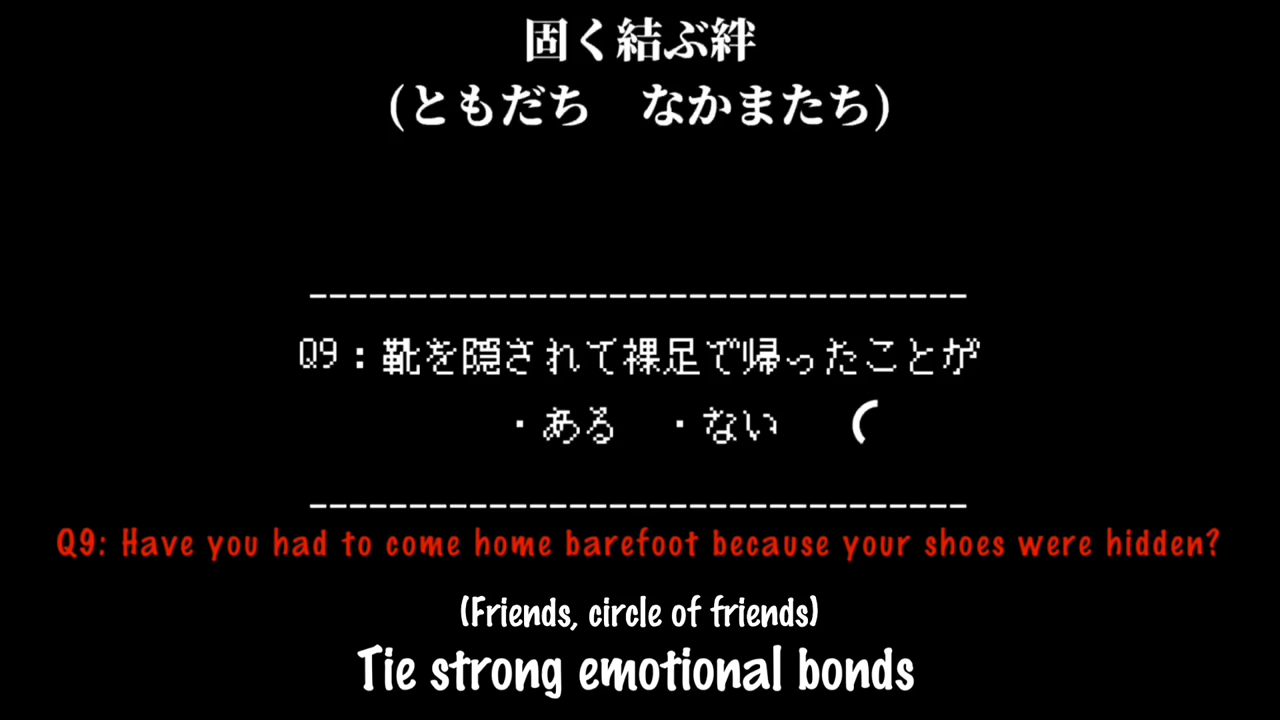 固く結ぶ絆
(ともだち　なかまたち)
---------------------------------
Q9：靴を隠されて裸足で帰ったことが
・ある　・ない
---------------------------------
Q9: Have you had to come home barefoot because your shoes were hidden?
(Friends, circle of friends)
Tie strong emotional bonds